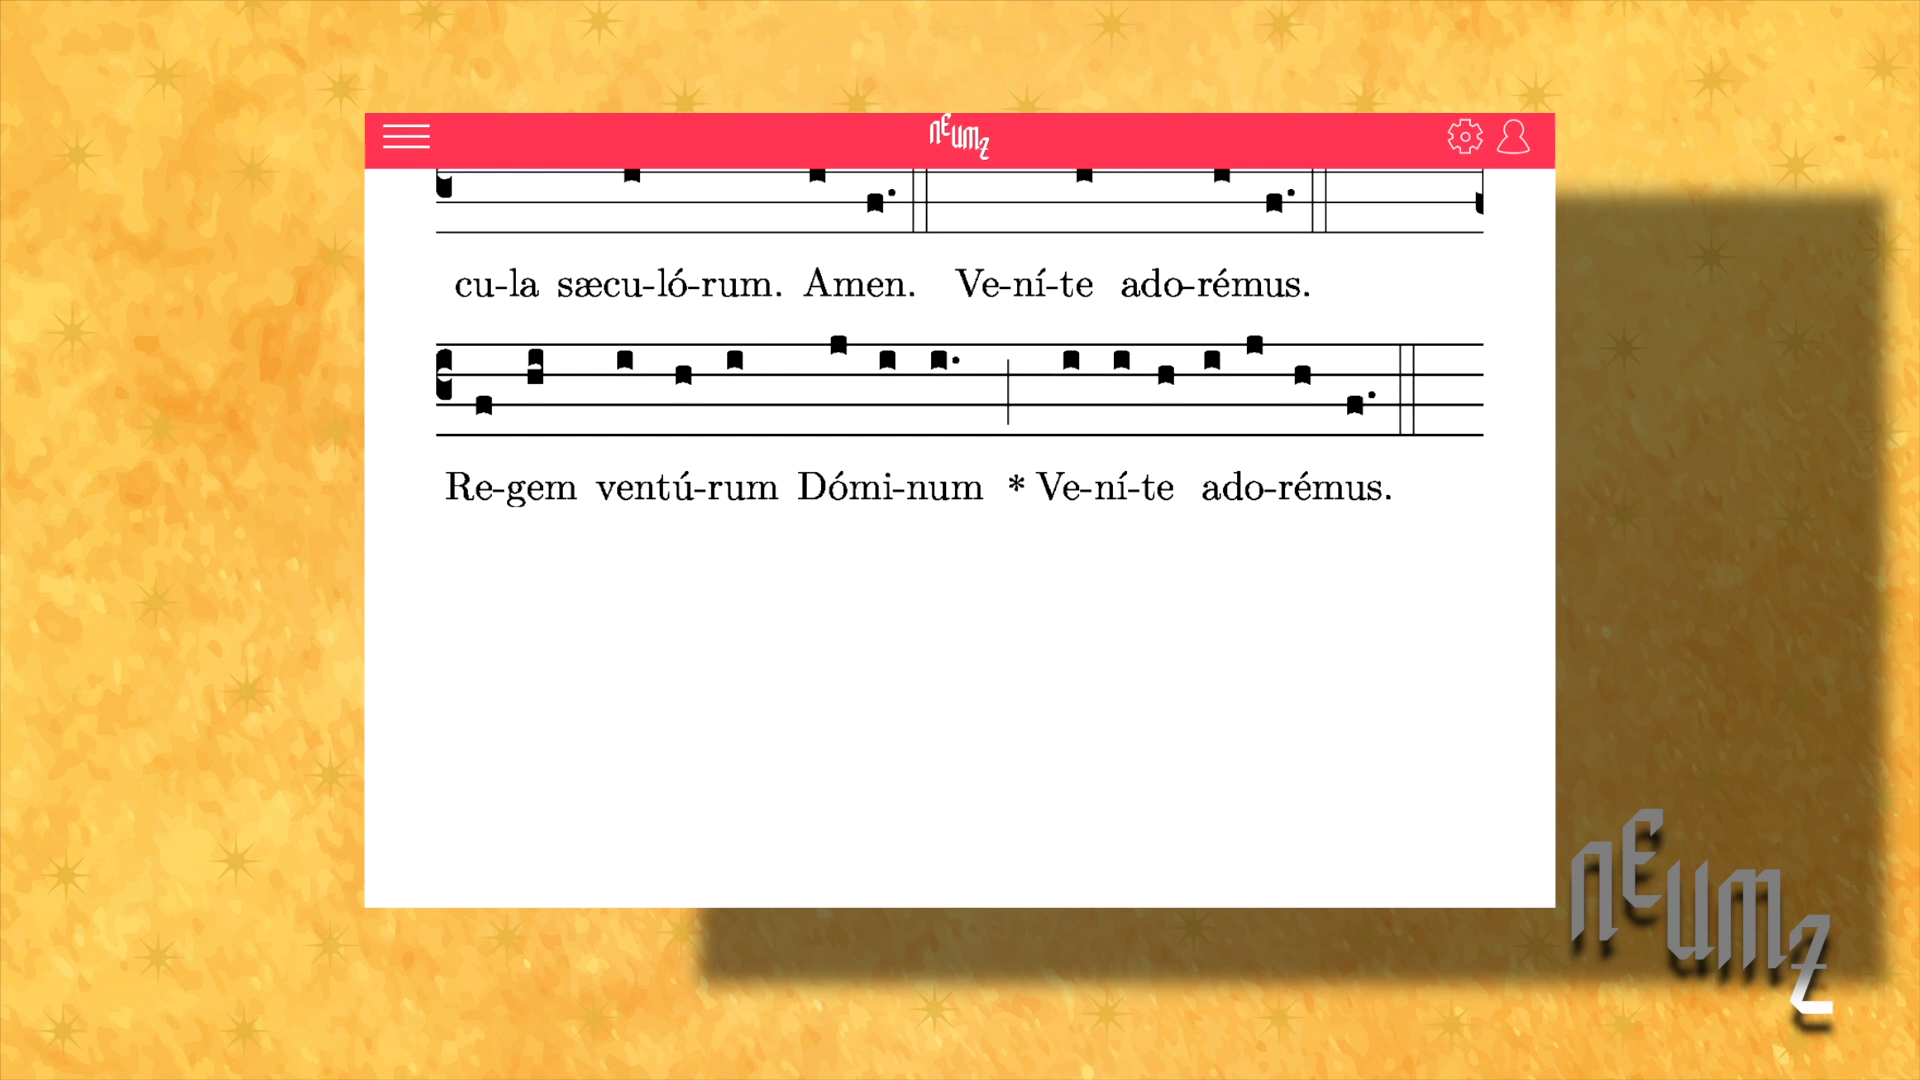 neumz
cu-la sæcu-ló-rum. Amen. Ve-ní-te ado-rémus.
Re-gem ventú-rum Dómi-num * Ve-ní-te ado-rémus.
neumz